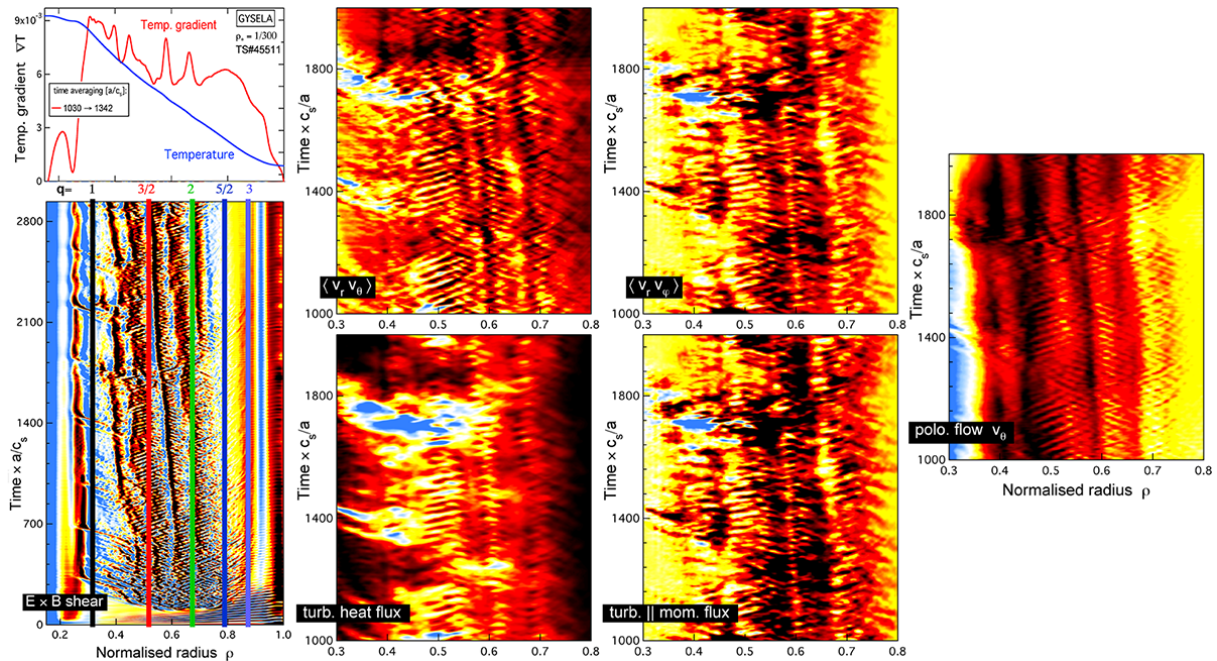 GYSELA
ρ* = 1/300
TS#45511
Temp. gradient
Temperature
time averaging [a/cs]:
1030 → 1342
Temp. gradient ∇T
9×10⁻³
6
3
0
q= 1 3/2 2 5/2 3
Time × a/cs
2800
2100
1400
700
0
E × B shear
0.2 0.4 0.6 0.8 1.0
Normalised radius ρ
Time × cs/a
1800
1400
1000
⟨ vr vθ ⟩
0.3 0.4 0.5 0.6 0.7 0.8
Time × cs/a
1800
1400
1000
⟨ vr vφ ⟩
0.3 0.4 0.5 0.6 0.7 0.8
Time × cs/a
1800
1400
1000
turb. heat flux
0.3 0.4 0.5 0.6 0.7 0.8
Time × cs/a
1800
1400
1000
turb. || mom. flux
0.3 0.4 0.5 0.6 0.7 0.8
Time × cs/a
1800
1400
1000
polo. flow vθ
0.3 0.4 0.5 0.6 0.7 0.8
Normalised radius ρ